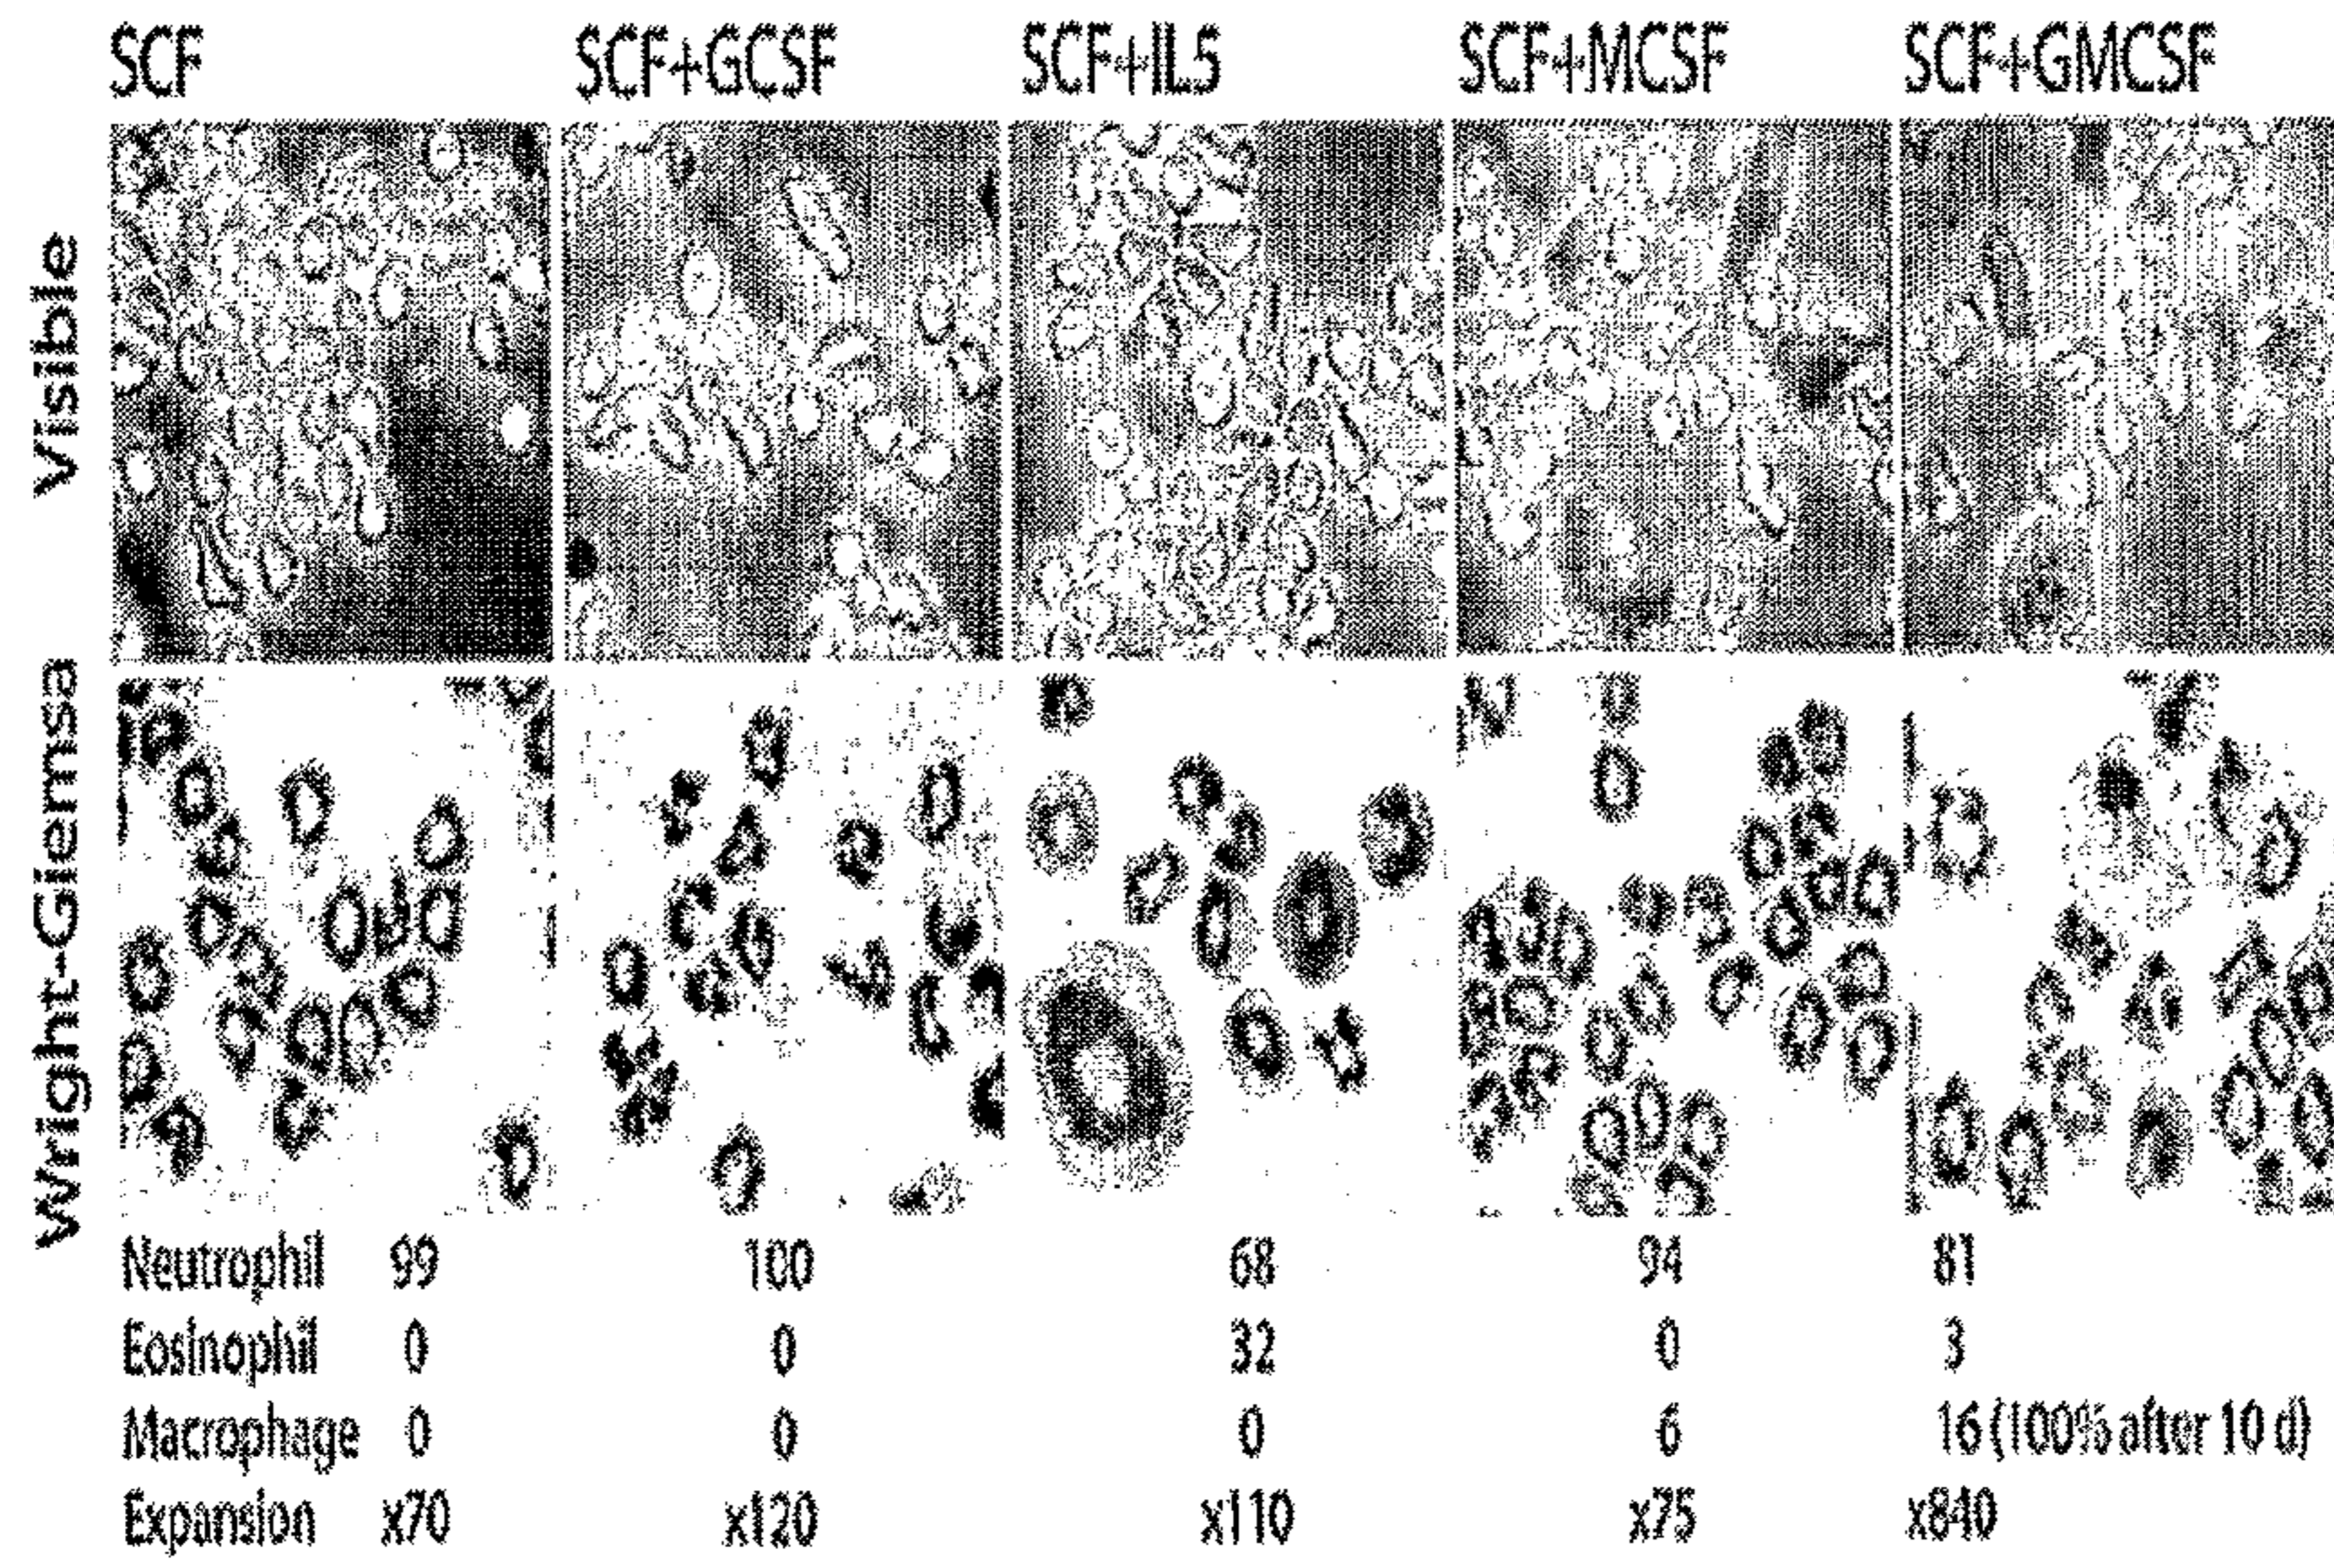 SCF SCF+GCSF SCF+IL5 SCF+MCSF SCF+GMCSF
Visible
Wright-Giemsa
Neutrophil 99 100 68 94 81
Eosinophil 0 0 32 0 3
Macrophage 0 0 0 6 16 (100% after 10 d)
Expansion x70 x120 x110 x75 x840